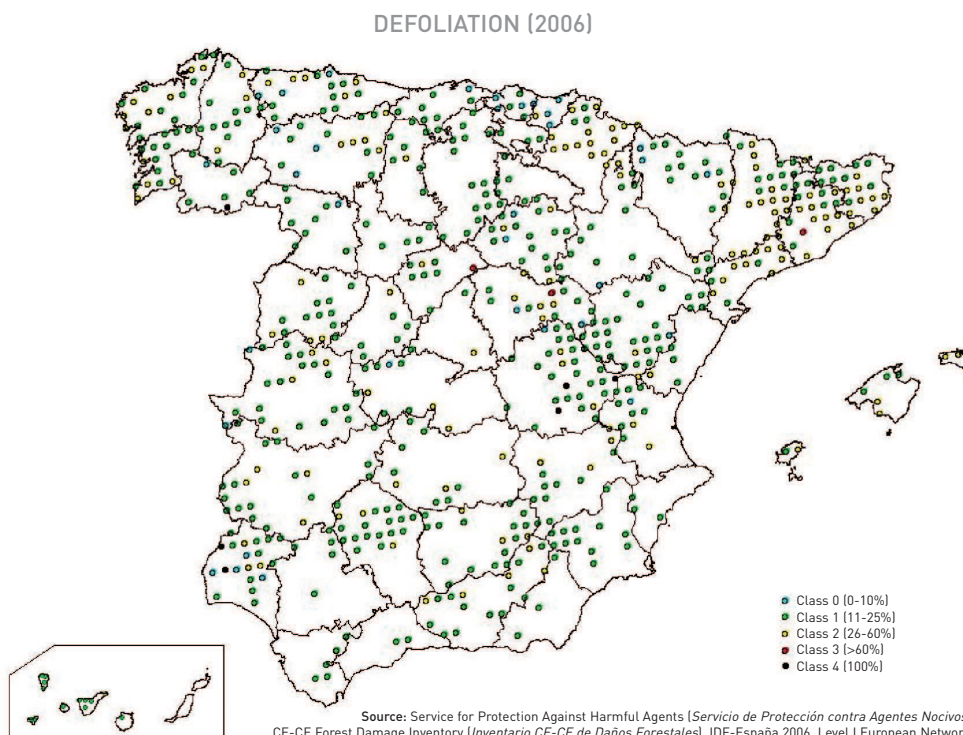 DEFOLIATION (2006)
Class 0 (0-10%)
Class 1 (11-25%)
Class 2 (26-60%)
Class 3 (>60%)
Class 4 (100%)
Source: Service for Protection Against Harmful Agents (Servicio de Protección contra Agentes Nocivos
CE-CE Forest Damage Inventory (Inventario CE-CE de Daños Forestales), IDF-España 2006, Level I European Network